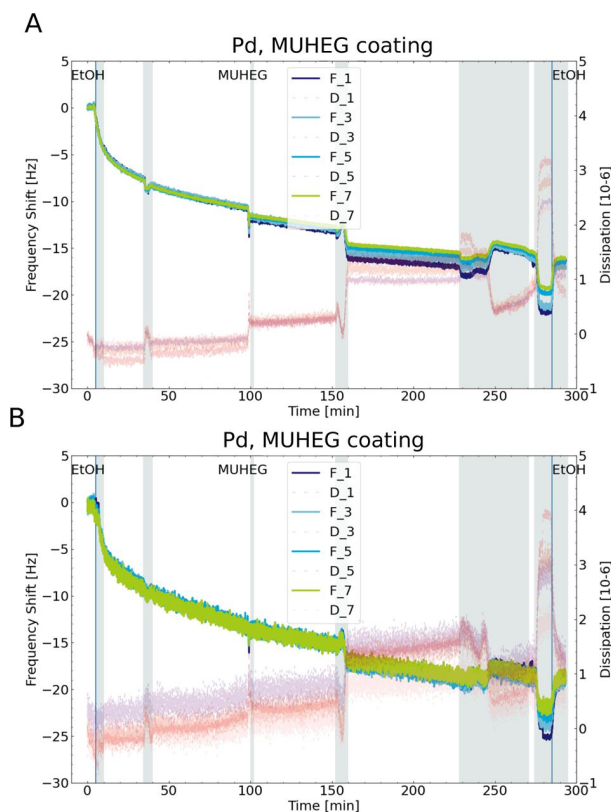 A
Pd, MUHEG coating
EtOH
MUHEG
EtOH
F_1
D_1
F_3
D_3
F_5
D_5
F_7
D_7
Frequency Shift [Hz]
5
0
−5
−10
−15
−20
−25
−30
Dissipation [10-6]
5
4
3
2
1
0
−1
0
50
100
150
200
250
300
Time [min]
B
Pd, MUHEG coating
EtOH
MUHEG
EtOH
F_1
D_1
F_3
D_3
F_5
D_5
F_7
D_7
Frequency Shift [Hz]
5
0
−5
−10
−15
−20
−25
−30
Dissipation [10-6]
5
4
3
2
1
0
−1
0
50
100
150
200
250
300
Time [min]